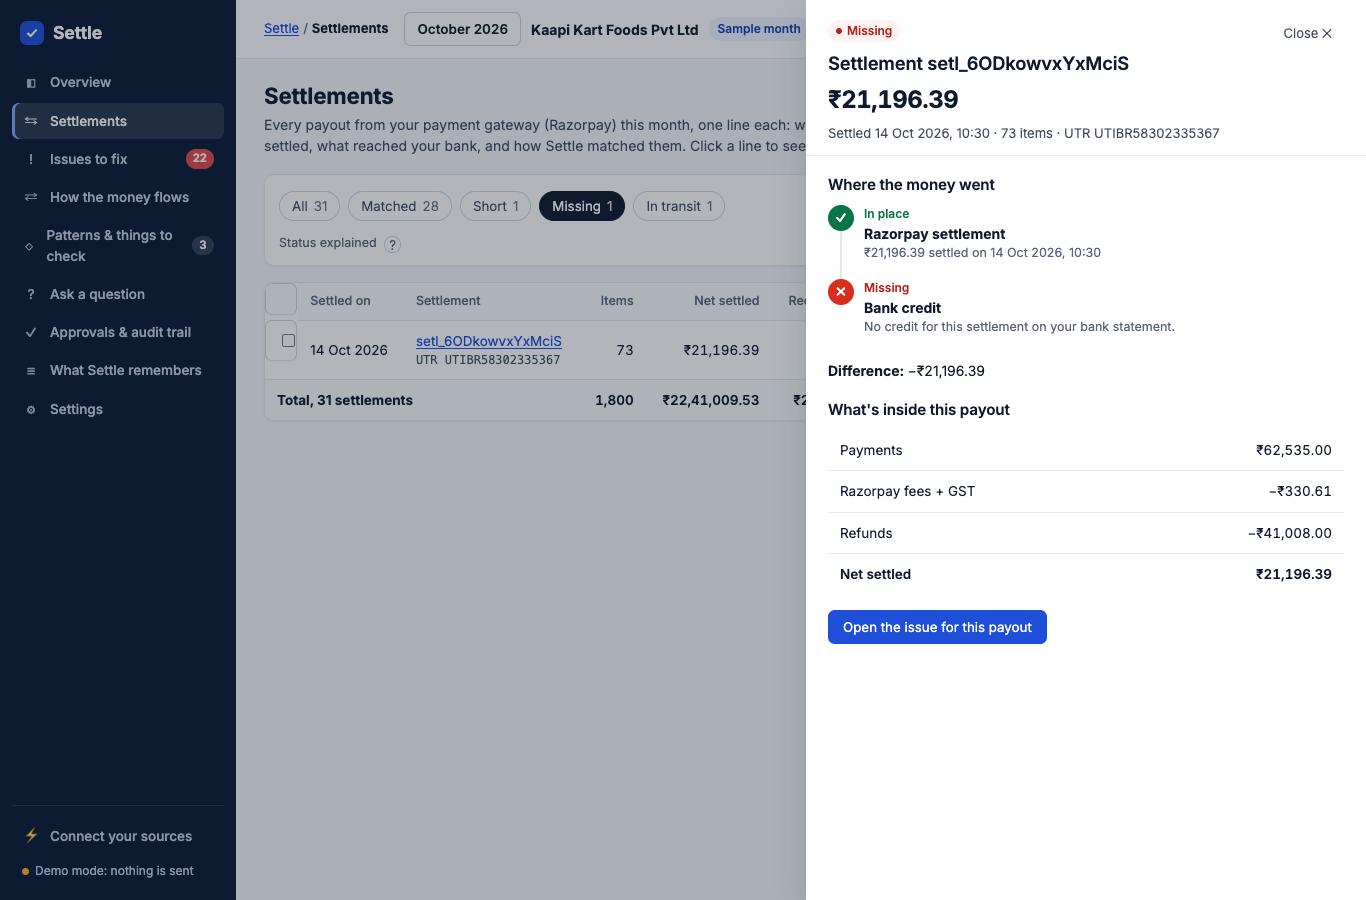 Settle
Overview
Settlements
Issues to fix 22
How the money flows
Patterns & things to check 3
Ask a question
Approvals & audit trail
What Settle remembers
Settings
Connect your sources
Demo mode: nothing is sent
Settle / Settlements October 2026 Kaapi Kart Foods Pvt Ltd Sample month
Settlements
Every payout from your payment gateway (Razorpay) this month, one line each: w
settled, what reached your bank, and how Settle matched them. Click a line to see
All 31 Matched 28 Short 1 Missing 1 In transit 1
Status explained ?
Settled on Settlement Items Net settled Rec
14 Oct 2026 setl_6ODkowvxYxMciS 73 ₹21,196.39
UTR UTIBR58302335367
Total, 31 settlements 1,800 ₹22,41,009.53 ₹2
Missing
Close ×
Settlement setl_6ODkowvxYxMciS
₹21,196.39
Settled 14 Oct 2026, 10:30 · 73 items · UTR UTIBR58302335367
Where the money went
In place
Razorpay settlement
₹21,196.39 settled on 14 Oct 2026, 10:30
Missing
Bank credit
No credit for this settlement on your bank statement.
Difference: −₹21,196.39
What's inside this payout
Payments ₹62,535.00
Razorpay fees + GST −₹330.61
Refunds −₹41,008.00
Net settled ₹21,196.39
Open the issue for this payout